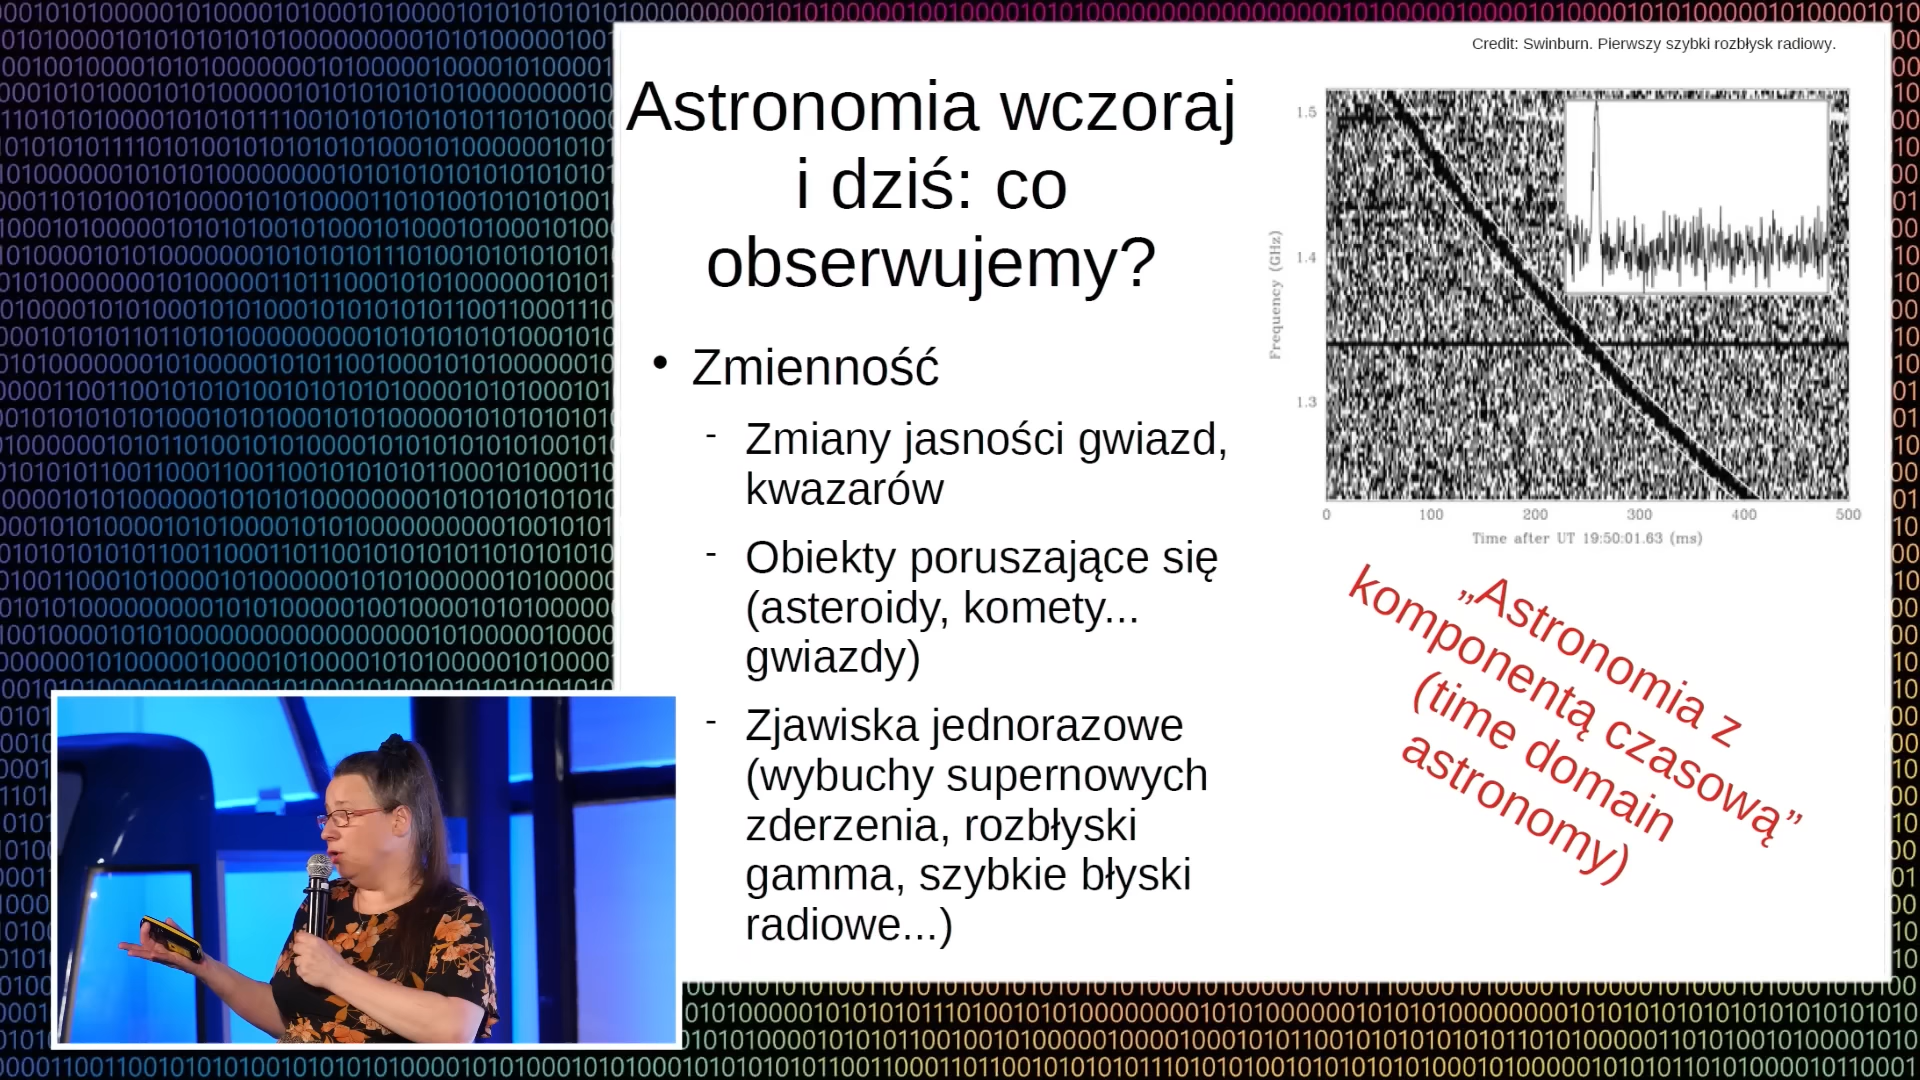 Credit: Swinburn. Pierwszy szybki rozbłysk radiowy.
Astronomia wczoraj
i dziś: co
obserwujemy?
• Zmienność
- Zmiany jasności gwiazd,
kwazarów
- Obiekty poruszające się
(asteroidy, komety...
gwiazdy)
- Zjawiska jednorazowe
(wybuchy supernowych
zderzenia, rozbłyski
gamma, szybkie błyski
radiowe...)
1.5
1.4
1.3
Frequency (GHz)
0 100 200 300 400 500
Time after UT 19:50:01.63 (ms)
„Astronomia z
komponentą czasową”
(time domain
astronomy)